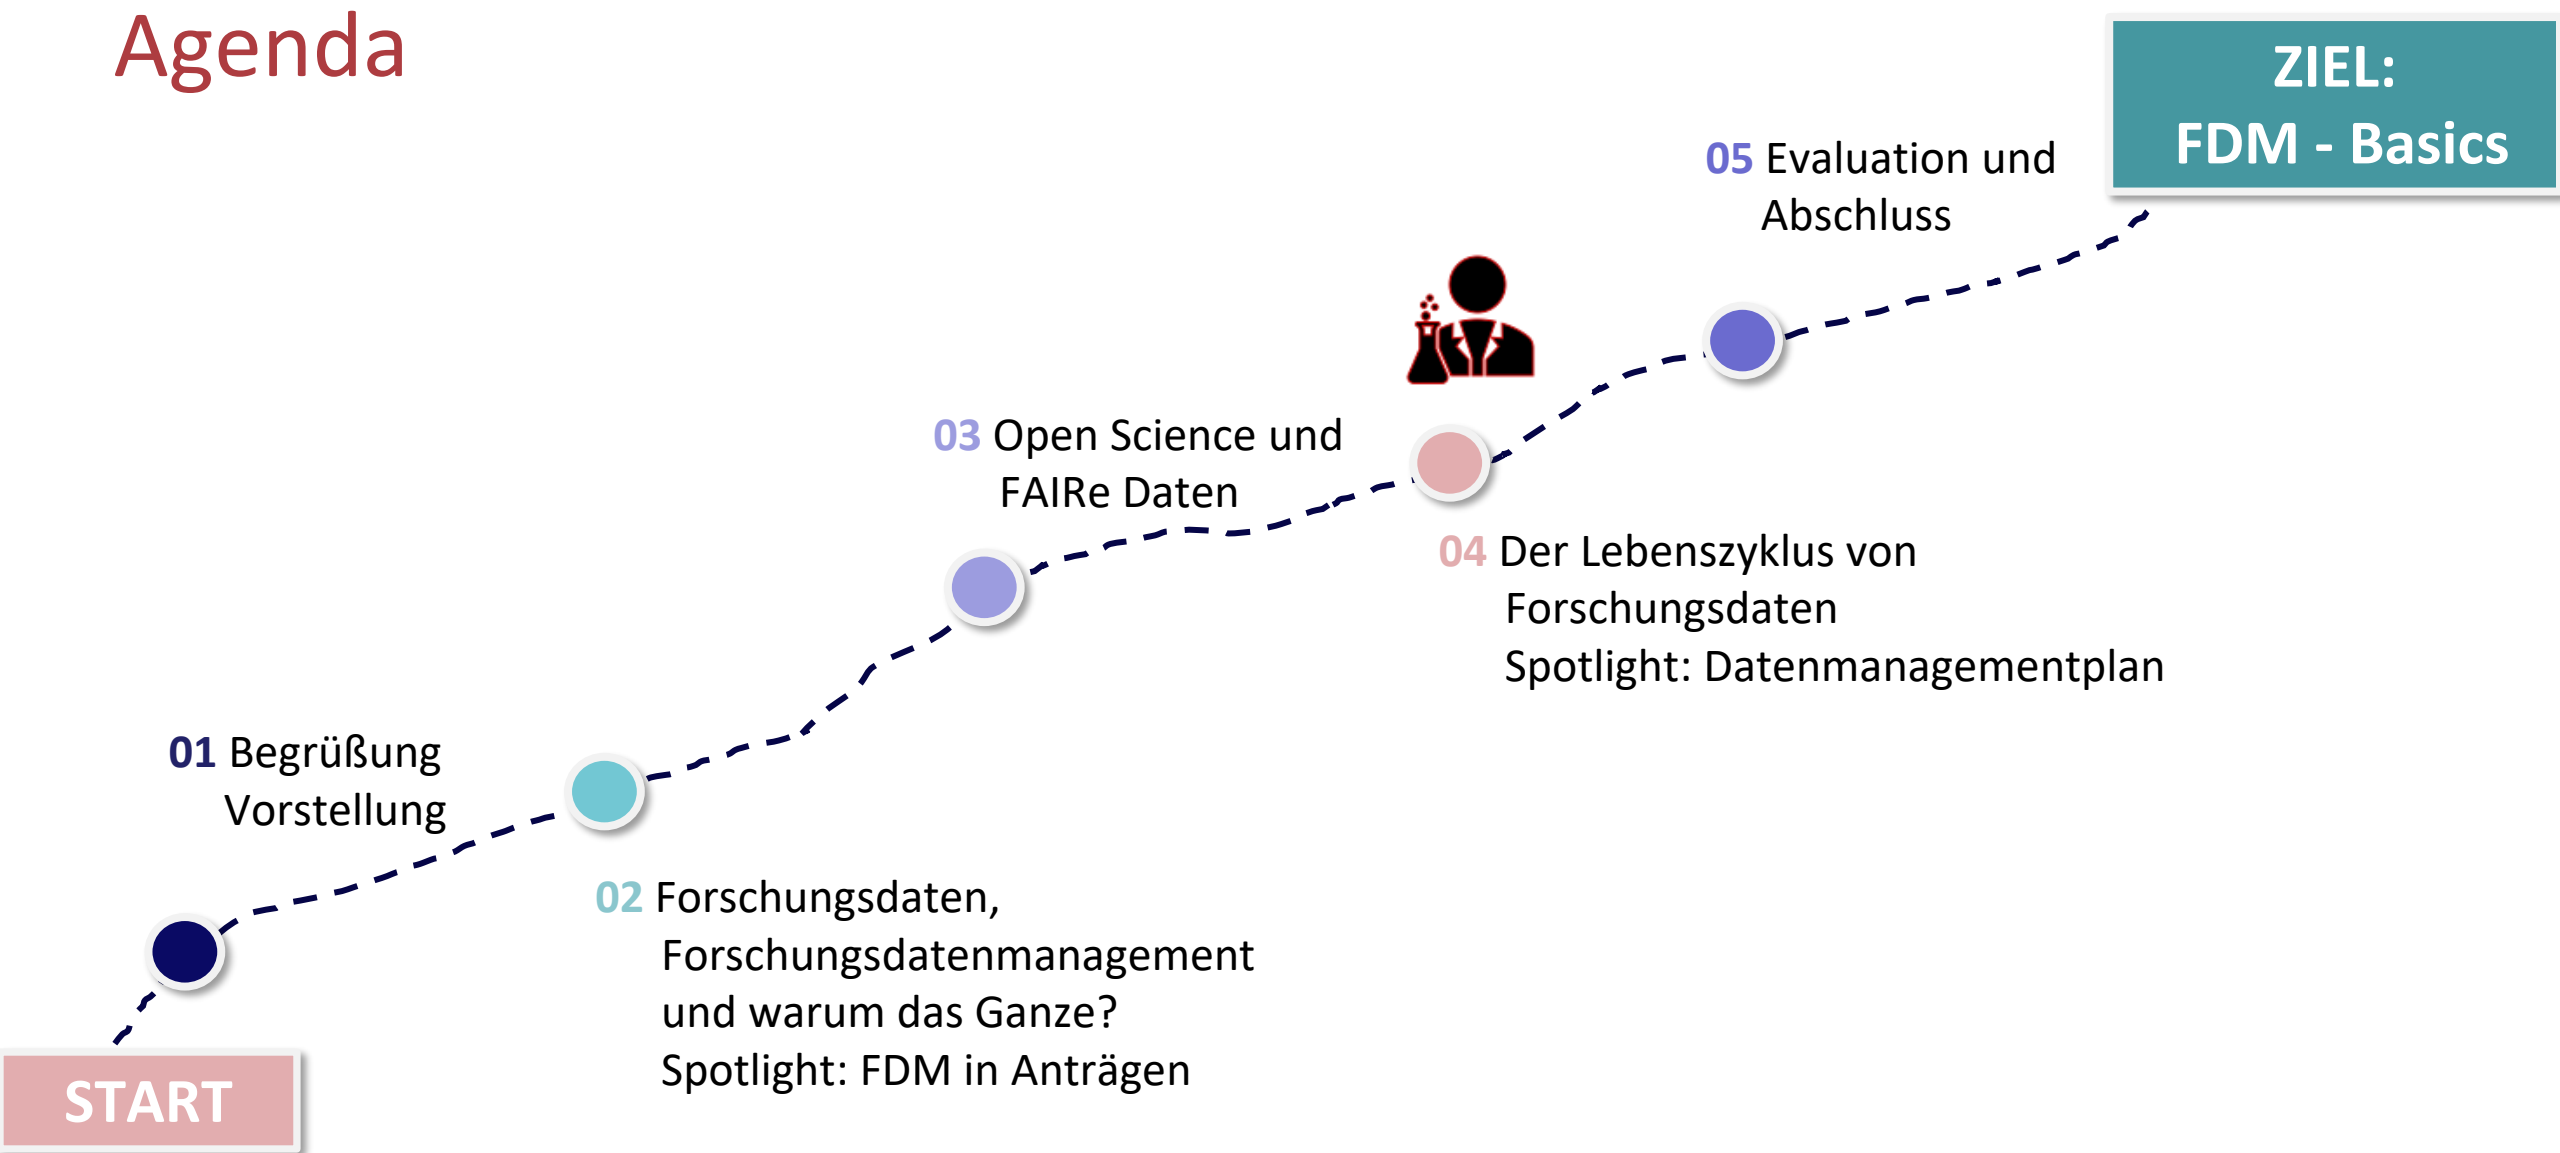 Agenda
ZIEL:
FDM - Basics
05 Evaluation und
Abschluss
03 Open Science und
FAIRe Daten
04 Der Lebenszyklus von
Forschungsdaten
Spotlight: Datenmanagementplan
01 Begrüßung
Vorstellung
02 Forschungsdaten,
Forschungsdatenmanagement
und warum das Ganze?
Spotlight: FDM in Anträgen
START